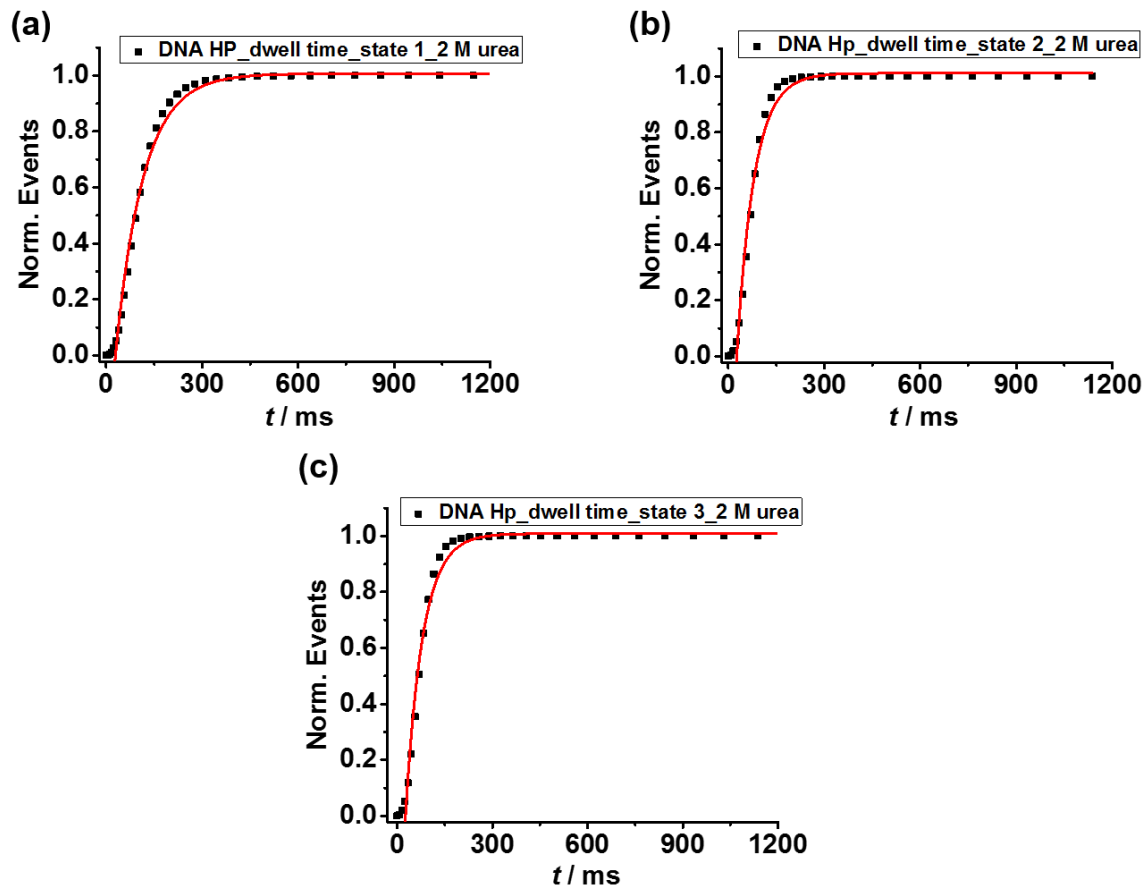 (a)
DNA HP_dwell time_state 1_2 M urea
1.0
0.8
0.6
0.4
0.2
0.0
Norm. Events
0 300 600 900 1200
t / ms
(b)
DNA Hp_dwell time_state 2_2 M urea
1.0
0.8
0.6
0.4
0.2
0.0
Norm. Events
0 300 600 900 1200
t / ms
(c)
DNA Hp_dwell time_state 3_2 M urea
1.0
0.8
0.6
0.4
0.2
0.0
Norm. Events
0 300 600 900 1200
t / ms